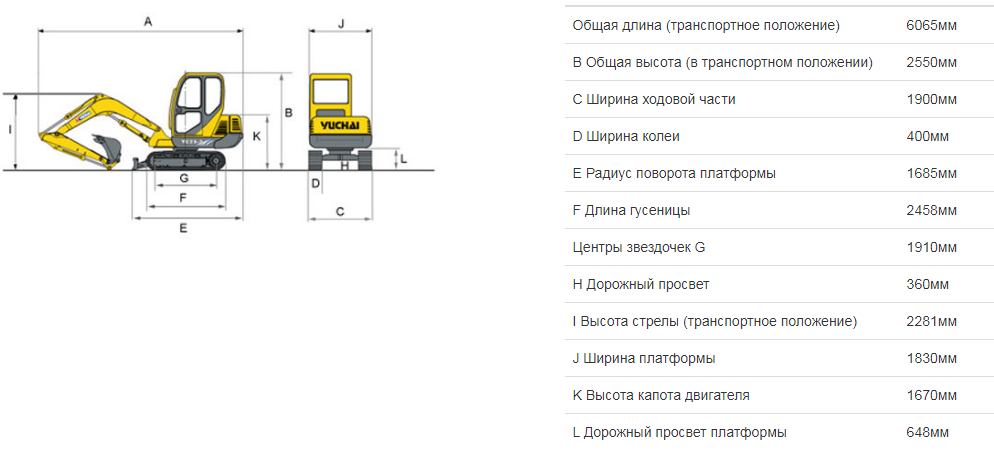 A
J
I
B
K
L
YUCHAI
H
G
D
F
C
E
Общая длина (транспортное положение) 6065мм
B Общая высота (в транспортном положении) 2550мм
C Ширина ходовой части 1900мм
D Ширина колеи 400мм
E Радиус поворота платформы 1685мм
F Длина гусеницы 2458мм
Центры звездочек G 1910мм
H Дорожный просвет 360мм
I Высота стрелы (транспортное положение) 2281мм
J Ширина платформы 1830мм
K Высота капота двигателя 1670мм
L Дорожный просвет платформы 648мм